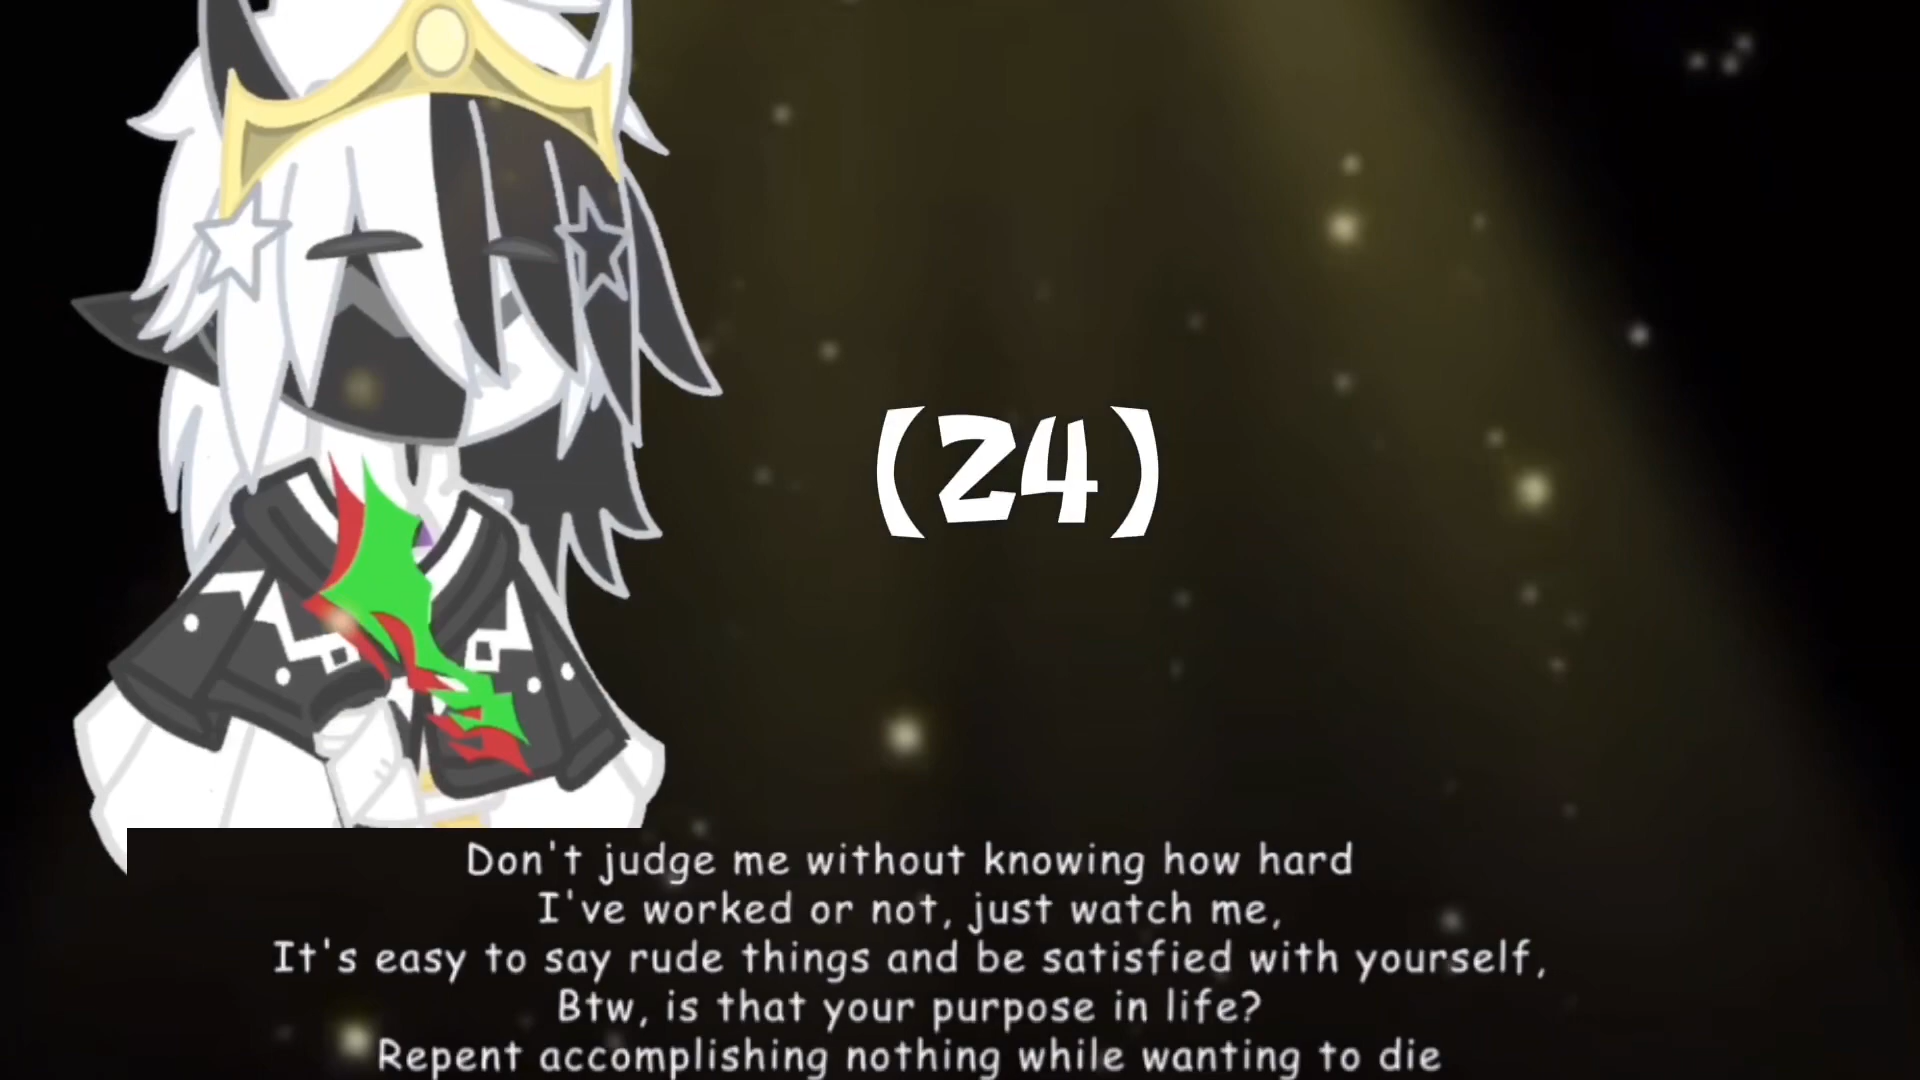 (24)
Don't judge me without knowing how hard
I've worked or not, just watch me,
It's easy to say rude things and be satisfied with yourself,
Btw, is that your purpose in life?
Repent accomplishing nothing while wanting to die